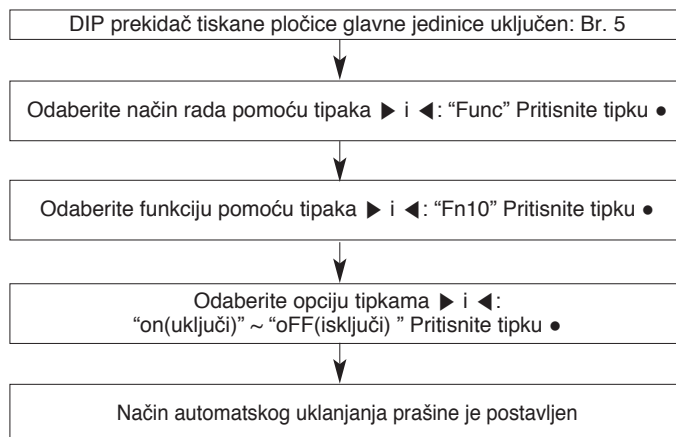 DIP prekidač tiskane pločice glavne jedinice uključen: Br. 5
Odaberite način rada pomoću tipaka ▶ i ◀: “Func” Pritisnite tipku ●
Odaberite funkciju pomoću tipaka ▶ i ◀: “Fn10” Pritisnite tipku ●
Odaberite opciju tipkama ▶ i ◀:
“on(uključi)” ~ “oFF(isključi) ” Pritisnite tipku ●
Način automatskog uklanjanja prašine je postavljen